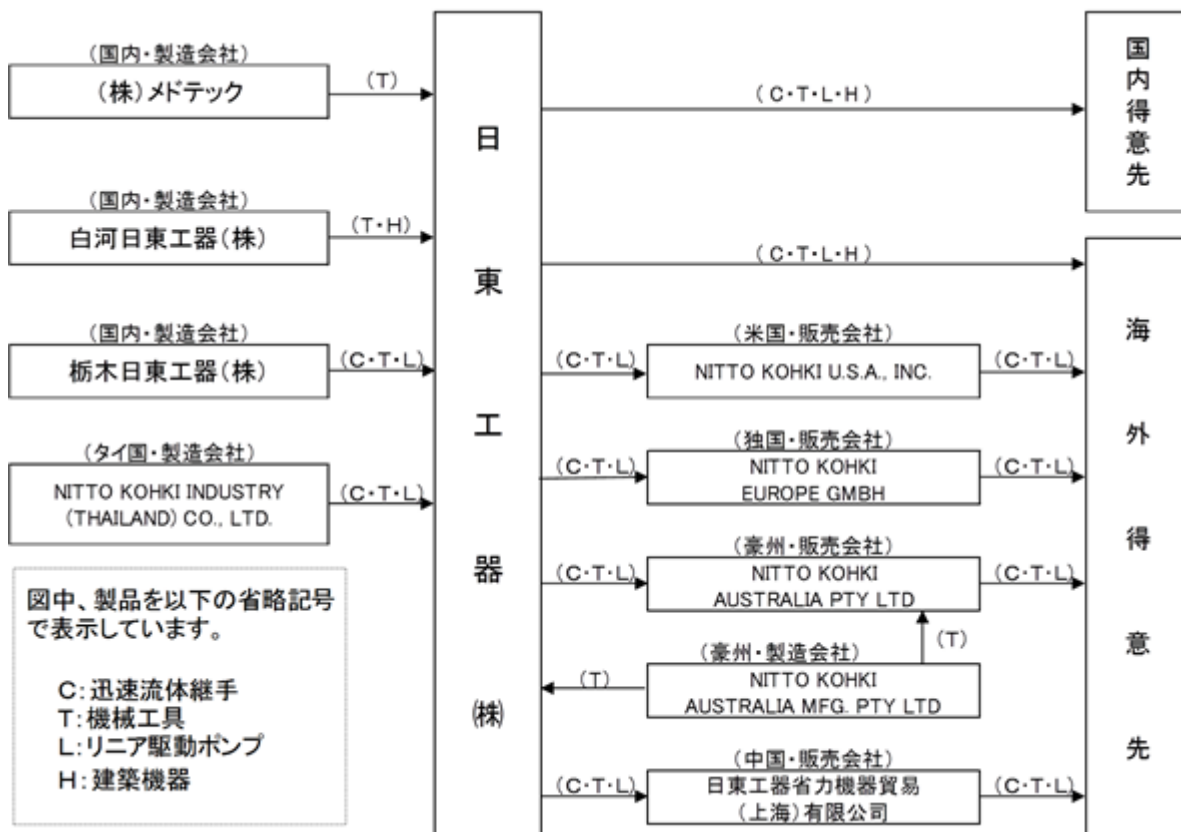 (国内・製造会社)
(株)メドテック
(T)
(国内・製造会社)
白河日東工器(株)
(T・H)
(国内・製造会社)
栃木日東工器(株)
(C・T・L)
(タイ国・製造会社)
NITTO KOHKI INDUSTRY
(THAILAND) CO., LTD.
(C・T・L)
図中、製品を以下の省略記号
で表示しています。
C:迅速流体継手
T:機械工具
L:リニア駆動ポンプ
H:建築機器
日東工器㈱
(C・T・L・H)
国内得意先
(C・T・L・H)
(米国・販売会社)
(C・T・L)
NITTO KOHKI U.S.A., INC.
(C・T・L)
(独国・販売会社)
(C・T・L)
NITTO KOHKI
EUROPE GMBH
(C・T・L)
(豪州・販売会社)
(C・T・L)
NITTO KOHKI
AUSTRALIA PTY LTD
(C・T・L)
(T)
(豪州・製造会社)
(T)
NITTO KOHKI
AUSTRALIA MFG. PTY LTD
(中国・販売会社)
(C・T・L)
日東工器省力機器貿易
(上海)有限公司
(C・T・L)
海外得意先